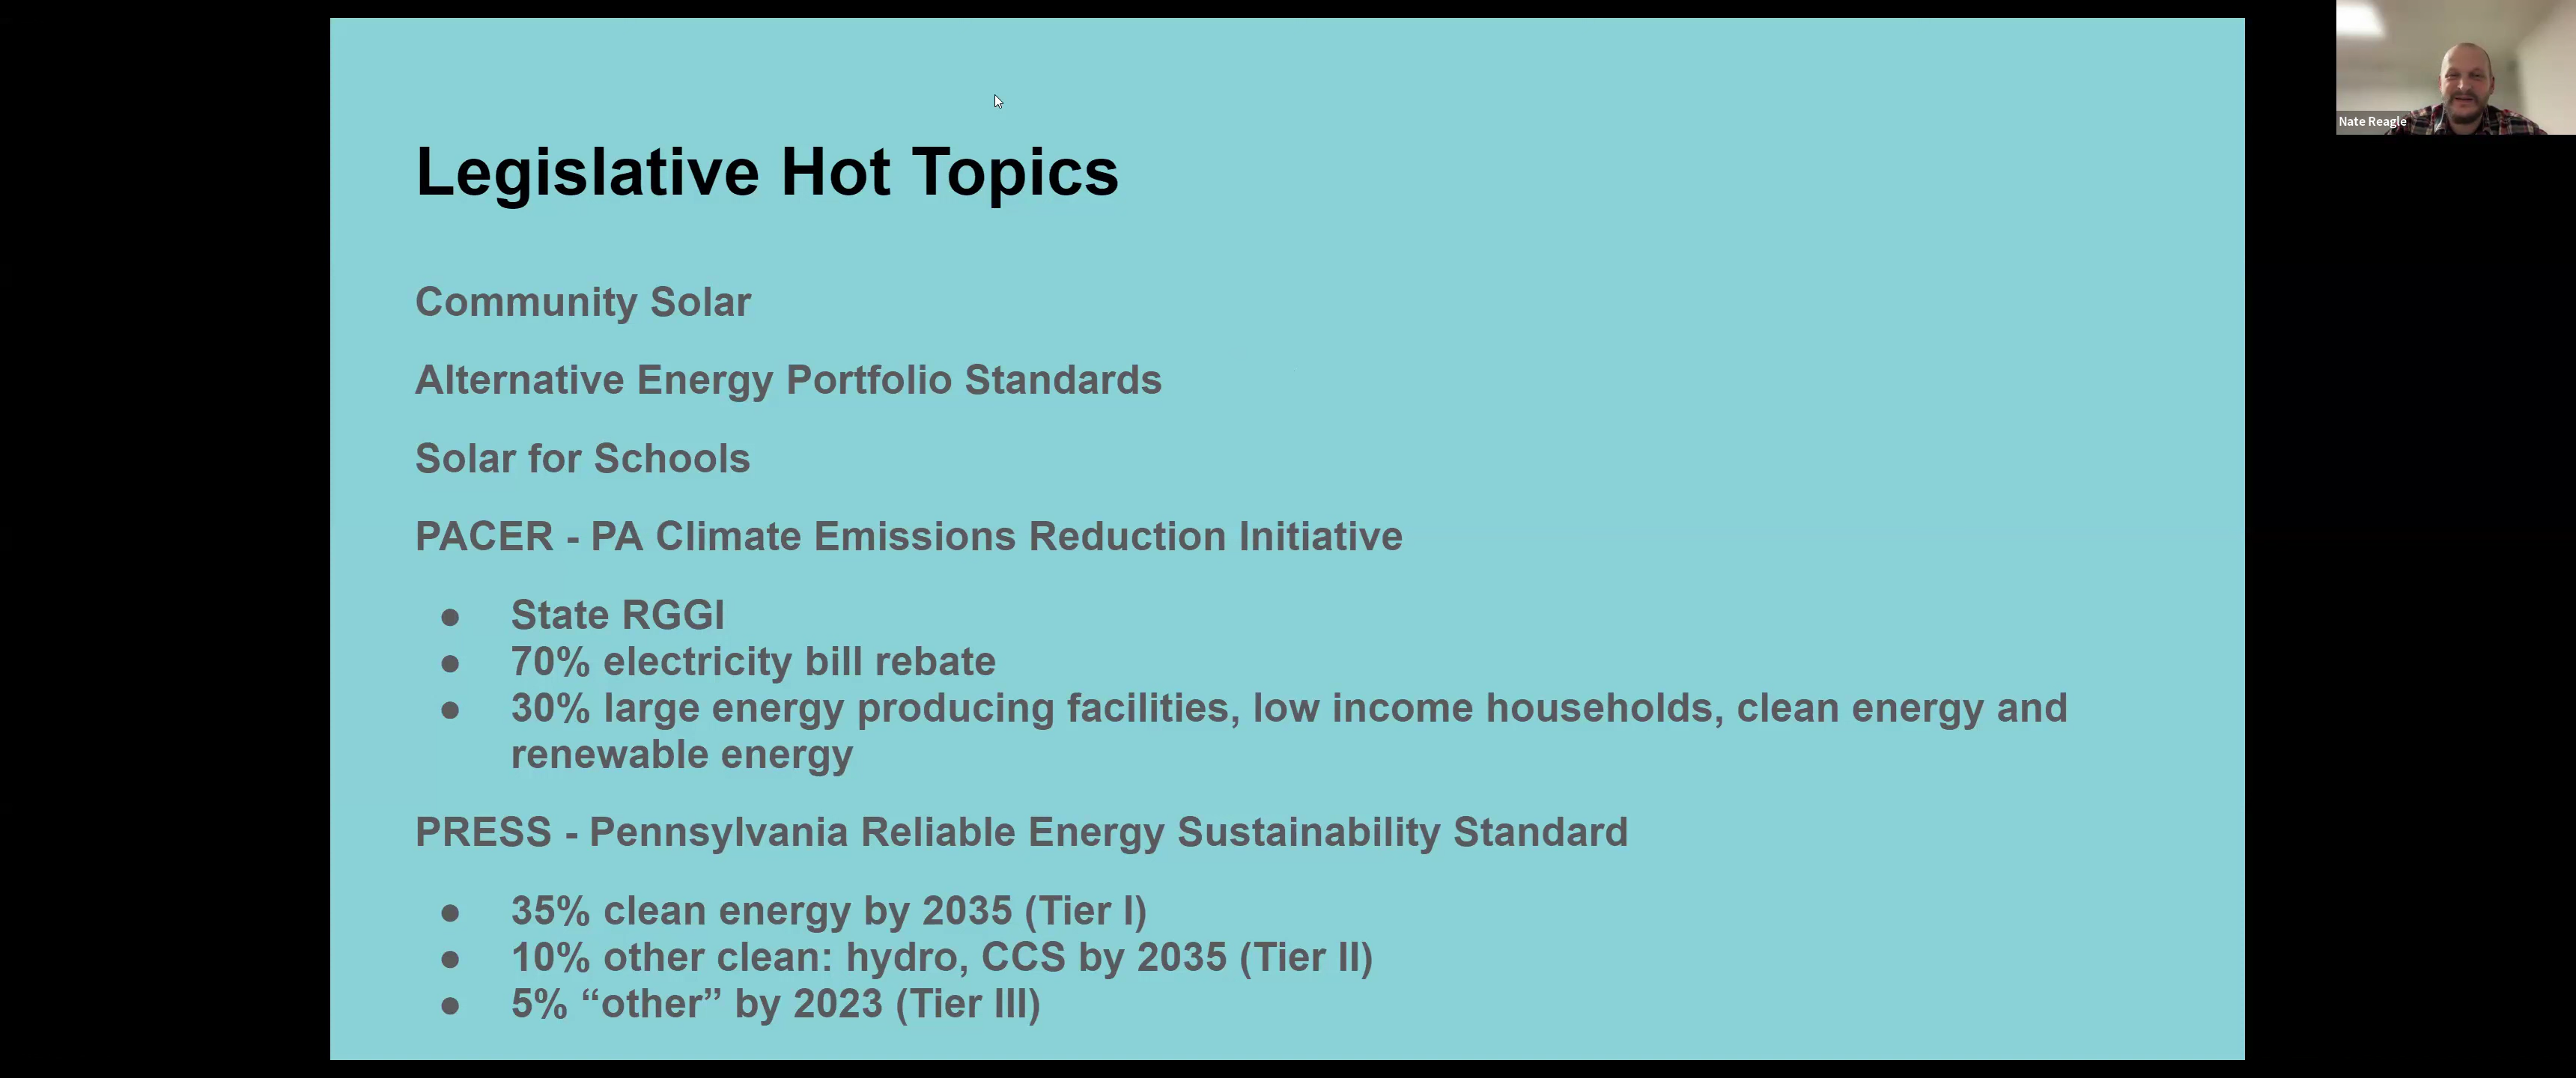 Legislative Hot Topics
Community Solar
Alternative Energy Portfolio Standards
Solar for Schools
PACER - PA Climate Emissions Reduction Initiative
● State RGGI
● 70% electricity bill rebate
● 30% large energy producing facilities, low income households, clean energy and
renewable energy
PRESS - Pennsylvania Reliable Energy Sustainability Standard
● 35% clean energy by 2035 (Tier I)
● 10% other clean: hydro, CCS by 2035 (Tier II)
● 5% “other” by 2023 (Tier III)
Nate Reagle